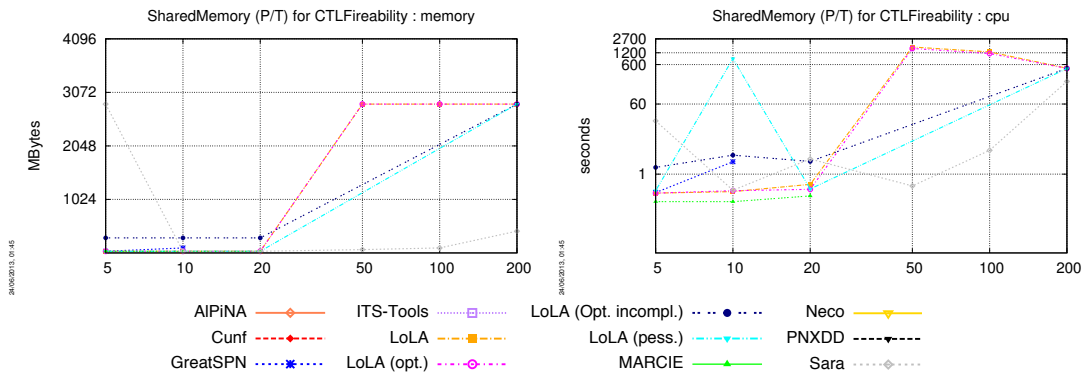 SharedMemory (P/T) for CTLFireability : memory
4096
3072
2048
1024
MBytes
5 10 20 50 100 200
24/06/2013, 01:45
SharedMemory (P/T) for CTLFireability : cpu
2700
1200
600
60
1
seconds
5 10 20 50 100 200
24/06/2013, 01:45
AlPiNA
Cunf
GreatSPN
ITS-Tools
LoLA
LoLA (opt.)
LoLA (Opt. incompl.)
LoLA (pess.)
MARCIE
Neco
PNXDD
Sara